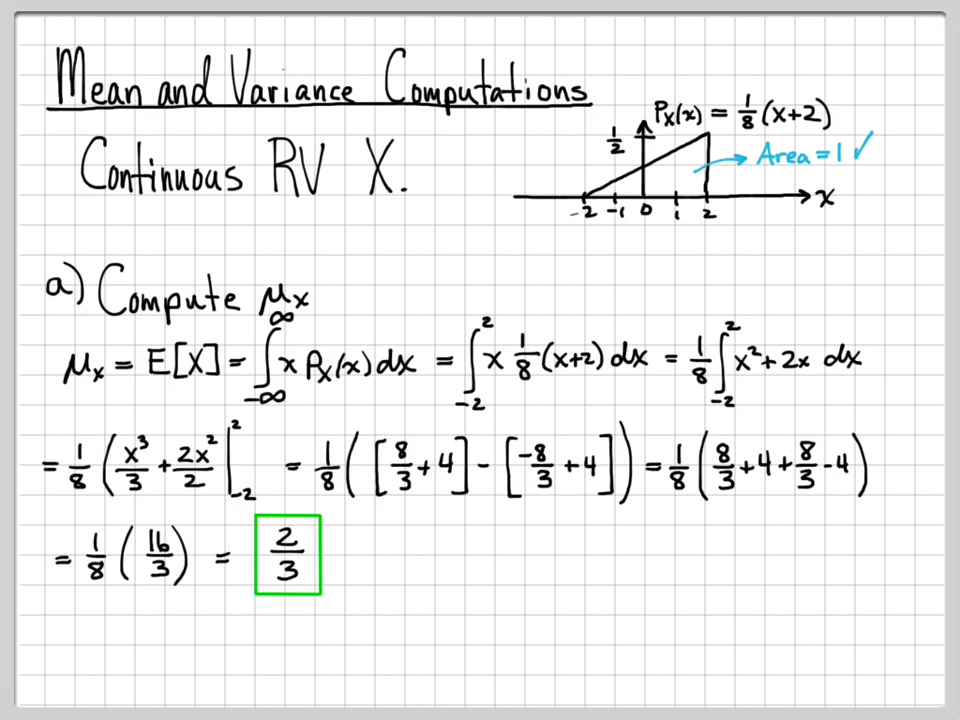 Mean and Variance Computations
Continuous RV X.
Pₓ(x) = 1/8 (x+2)
1/2
Area = 1 ✓
-2 -1 0 1 2 x
a) Compute μₓ
μₓ = E[X] = ∫_{-∞}^{∞} x Pₓ(x) dx = ∫_{-2}^{2} x 1/8 (x+2) dx = 1/8 ∫_{-2}^{2} x² + 2x dx
= 1/8 ( x³/3 + 2x²/2 |_{-2}^{2} = 1/8 ( [8/3 + 4] - [-8/3 + 4] ) = 1/8 ( 8/3 + 4 + 8/3 - 4 )
= 1/8 ( 16/3 ) = 2/3